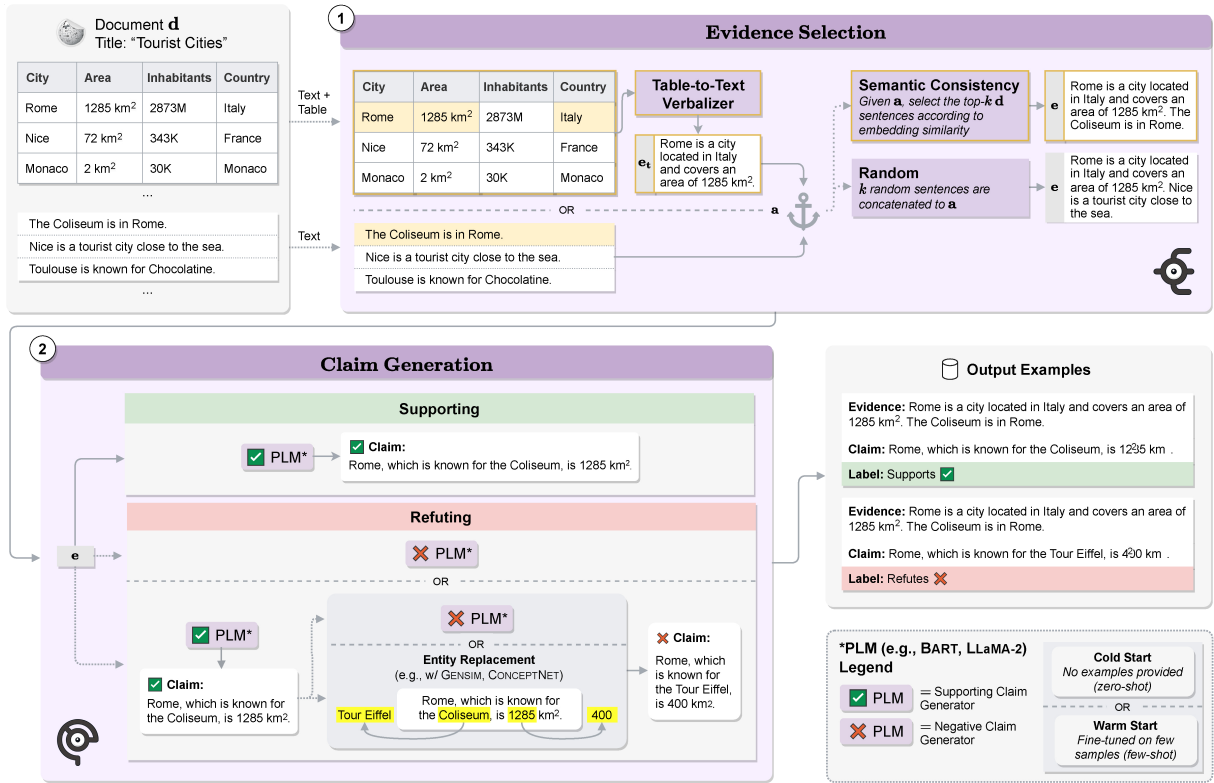 Document d
Title: “Tourist Cities”
City Area Inhabitants Country
Rome 1285 km² 2873M Italy
Nice 72 km² 343K France
Monaco 2 km² 30K Monaco
...
The Coliseum is in Rome.
Nice is a tourist city close to the sea.
Toulouse is known for Chocolatine.
...
Text +
Table
Text
1
Evidence Selection
City Area Inhabitants Country
Rome 1285 km² 2873M Italy
Nice 72 km² 343K France
Monaco 2 km² 30K Monaco
OR
The Coliseum is in Rome.
Nice is a tourist city close to the sea.
Toulouse is known for Chocolatine.
Table-to-Text
Verbalizer
eₜ
Rome is a city
located in Italy
and covers an
area of 1285 km².
a
Semantic Consistency
Given a, select the top-k d
sentences according to
embedding similarity
e
Rome is a city located
in Italy and covers an
area of 1285 km². The
Coliseum is in Rome.
Random
k random sentences are
concatenated to a
e
Rome is a city located
in Italy and covers an
area of 1285 km². Nice
is a tourist city close to
the sea.
2
Claim Generation
e
Supporting
PLM*
Claim:
Rome, which is known for the Coliseum, is 1285 km².
Refuting
PLM*
OR
PLM*
Claim:
Rome, which is known for
the Coliseum, is 1285 km².
PLM*
OR
Entity Replacement
(e.g., w/ GENSIM, CONCEPTNET)
Rome, which is known for
Tour Eiffel the Coliseum, is 1285 km². 400
Claim:
Rome, which
is known for
the Tour Eiffel,
is 400 km².
Output Examples
Evidence: Rome is a city located in Italy and covers an area of
1285 km². The Coliseum is in Rome.
Claim: Rome, which is known for the Coliseum, is 1285 km².
Label: Supports
Evidence: Rome is a city located in Italy and covers an area of
1285 km². The Coliseum is in Rome.
Claim: Rome, which is known for the Tour Eiffel, is 400 km².
Label: Refutes
*PLM (e.g., BART, LLAMA-2)
Legend
PLM = Supporting Claim
Generator
PLM = Negative Claim
Generator
Cold Start
No examples provided
(zero-shot)
OR
Warm Start
Fine-tuned on few
samples (few-shot)